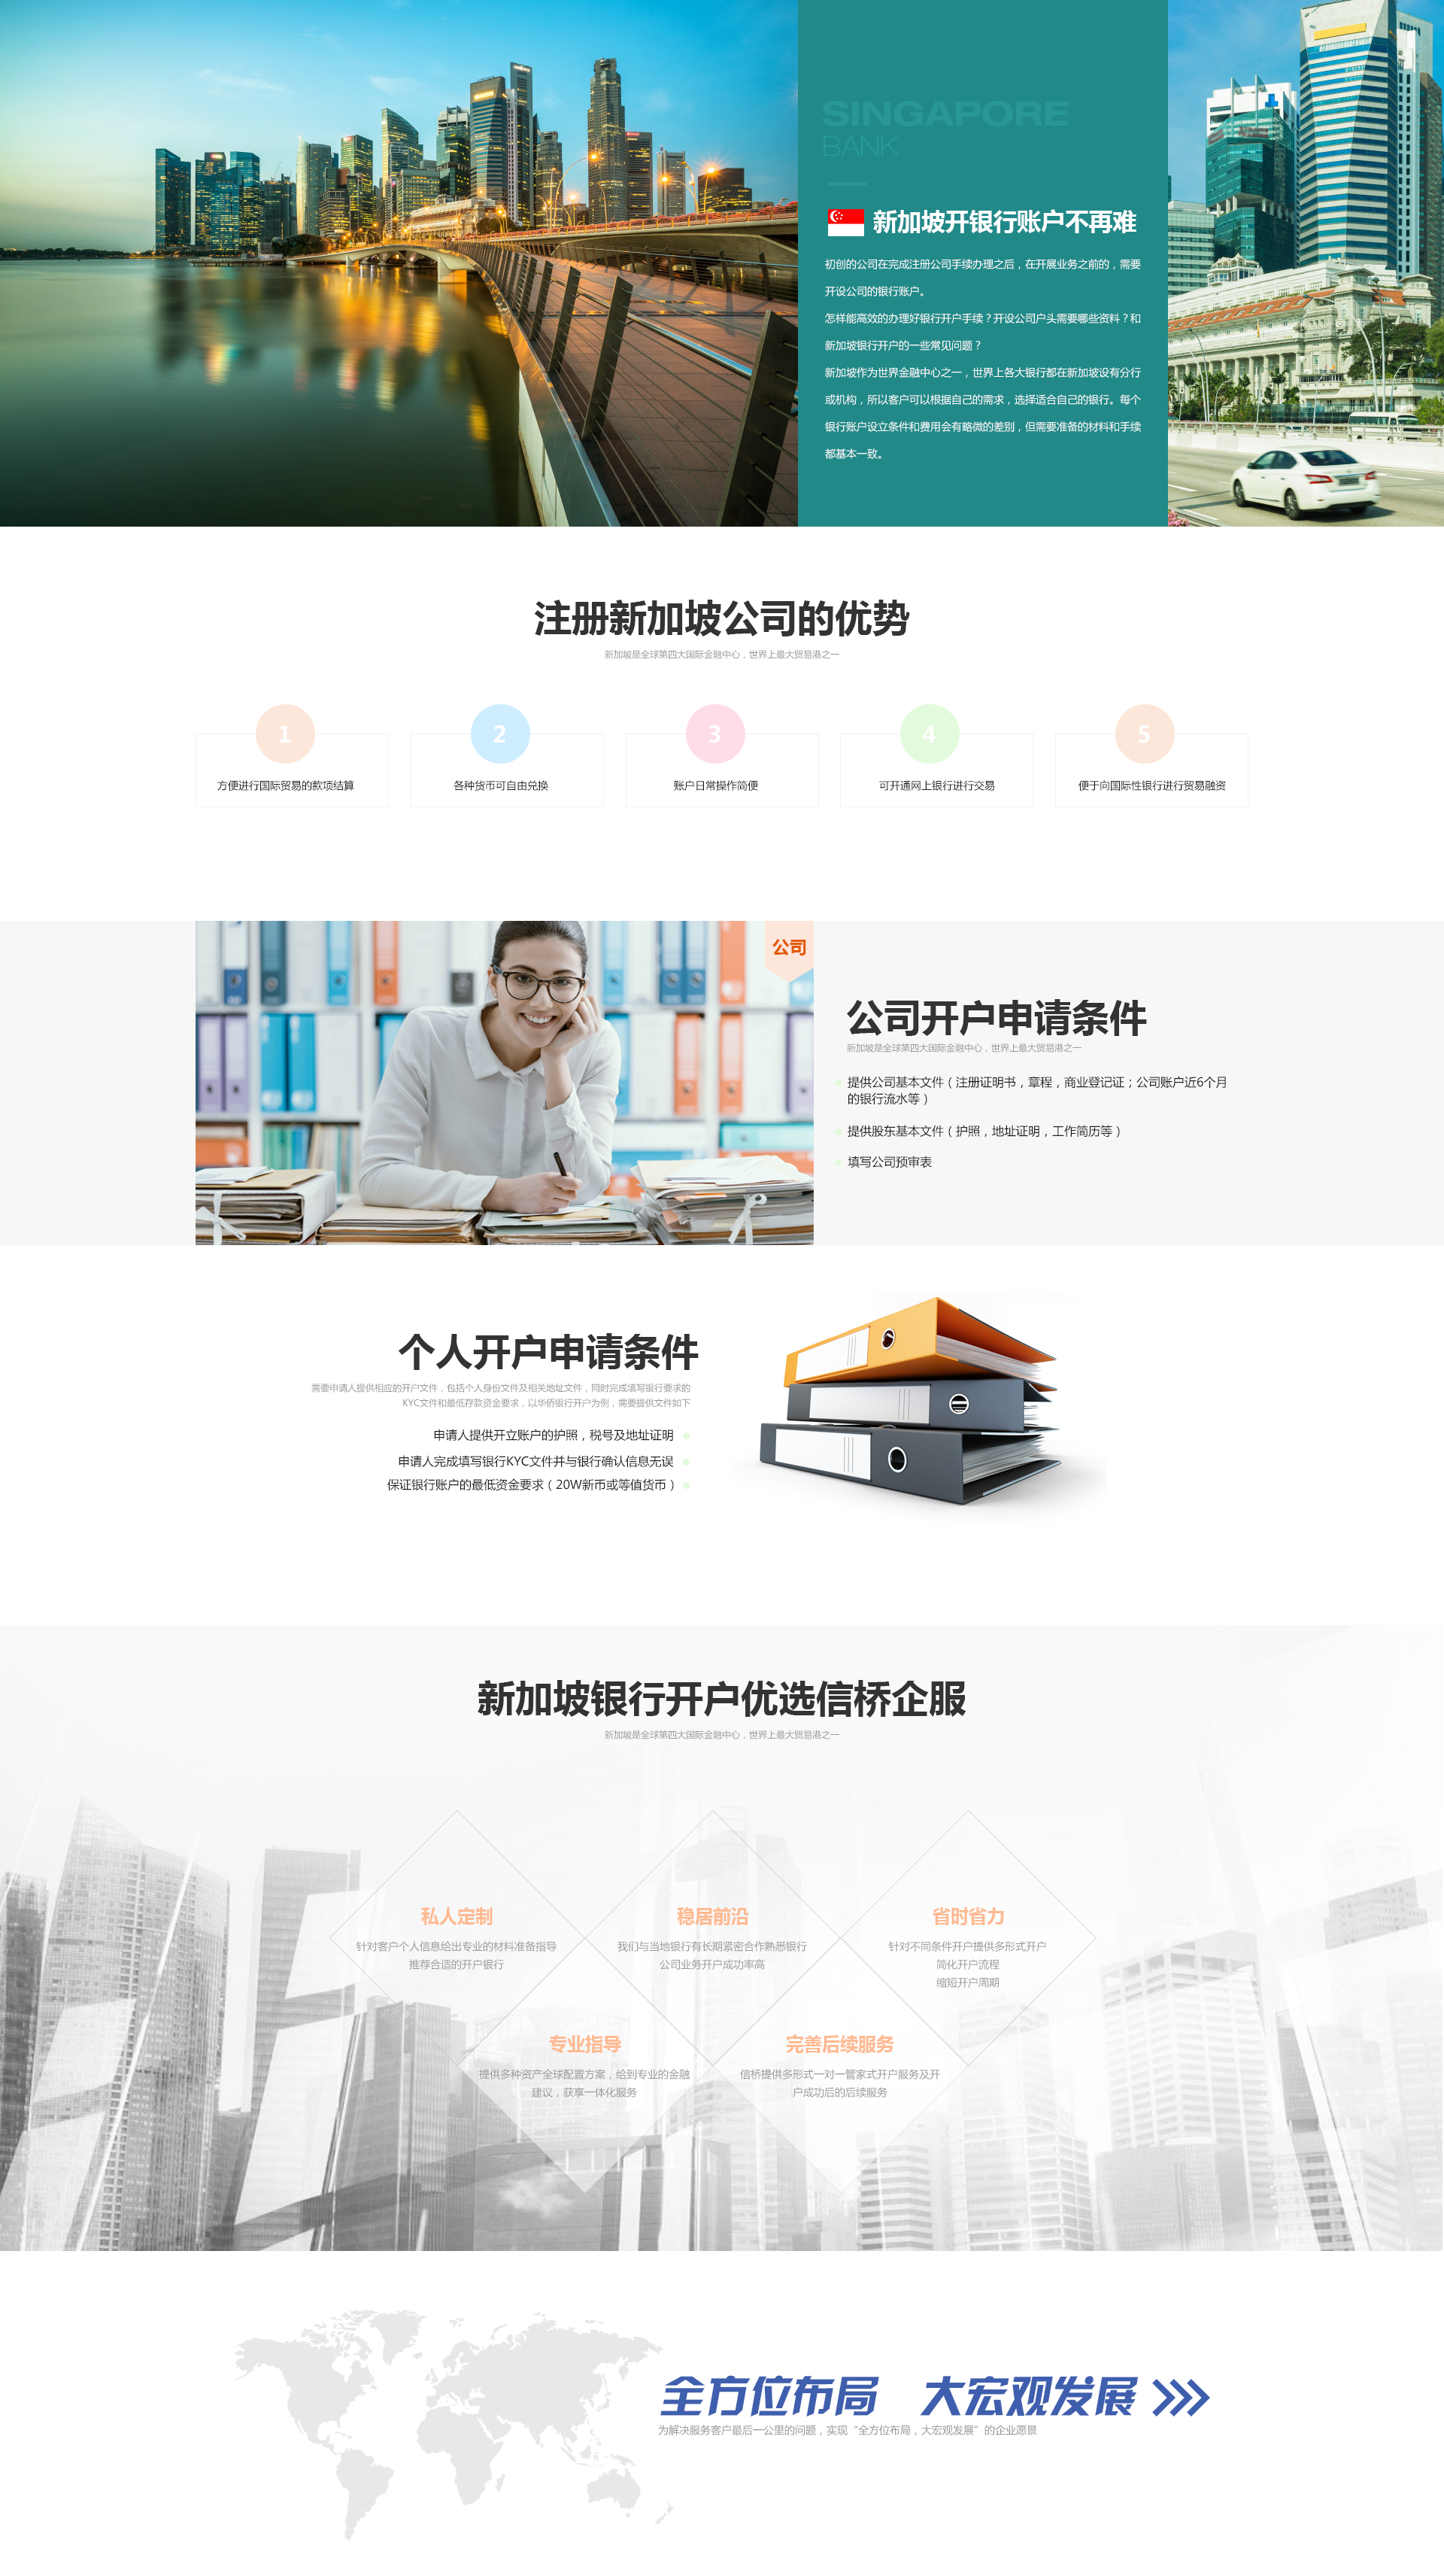 SINGAPORE
BANK
新加坡开银行账户不再难
初创的公司在完成注册公司手续办理之后，在开展业务之前的，需要
开设公司的银行账户。
怎样能高效的办理好银行开户手续？开设公司户头需要哪些资料？和
新加坡银行开户的一些常见问题？
新加坡作为世界金融中心之一，世界上各大银行都在新加坡设有分行
或机构，所以客户可以根据自己的需求，选择适合自己的银行。每个
银行账户设立条件和费用会有略微的差别，但需要准备的材料和手续
都基本一致。
注册新加坡公司的优势
新加坡是全球第四大国际金融中心，世界上最大贸易港之一
1
2
3
4
5
方便进行国际贸易的款项结算
各种货币可自由兑换
账户日常操作简便
可开通网上银行进行交易
便于向国际性银行进行贸易融资
公司
公司开户申请条件
新加坡是全球第四大国际金融中心，世界上最大贸易港之一
提供公司基本文件（注册证明书，章程，商业登记证；公司账户近6个月
的银行流水等）
提供股东基本文件（护照，地址证明，工作简历等）
填写公司预审表
个人开户申请条件
需要申请人提供相应的开户文件，包括个人身份文件及相关地址文件，同时完成填写银行要求的
KYC文件和最低存款资金要求，以华侨银行开户为例，需要提供文件如下
申请人提供开立账户的护照，税号及地址证明
申请人完成填写银行KYC文件并与银行确认信息无误
保证银行账户的最低资金要求（20W新币或等值货币）
新加坡银行开户优选信桥企服
新加坡是全球第四大国际金融中心，世界上最大贸易港之一
私人定制
针对客户个人信息给出专业的材料准备指导
推荐合适的开户银行
稳居前沿
我们与当地银行有长期紧密合作熟悉银行
公司业务开户成功率高
省时省力
针对不同条件开户提供多形式开户
简化开户流程
缩短开户周期
专业指导
提供多种资产全球配置方案，给到专业的金融
建议，获享一体化服务
完善后续服务
信桥提供多形式一对一管家式开户服务及开
户成功后的后续服务
全方位布局 大宏观发展
为解决服务客户最后一公里的问题，实现“全方位布局，大宏观发展”的企业愿景